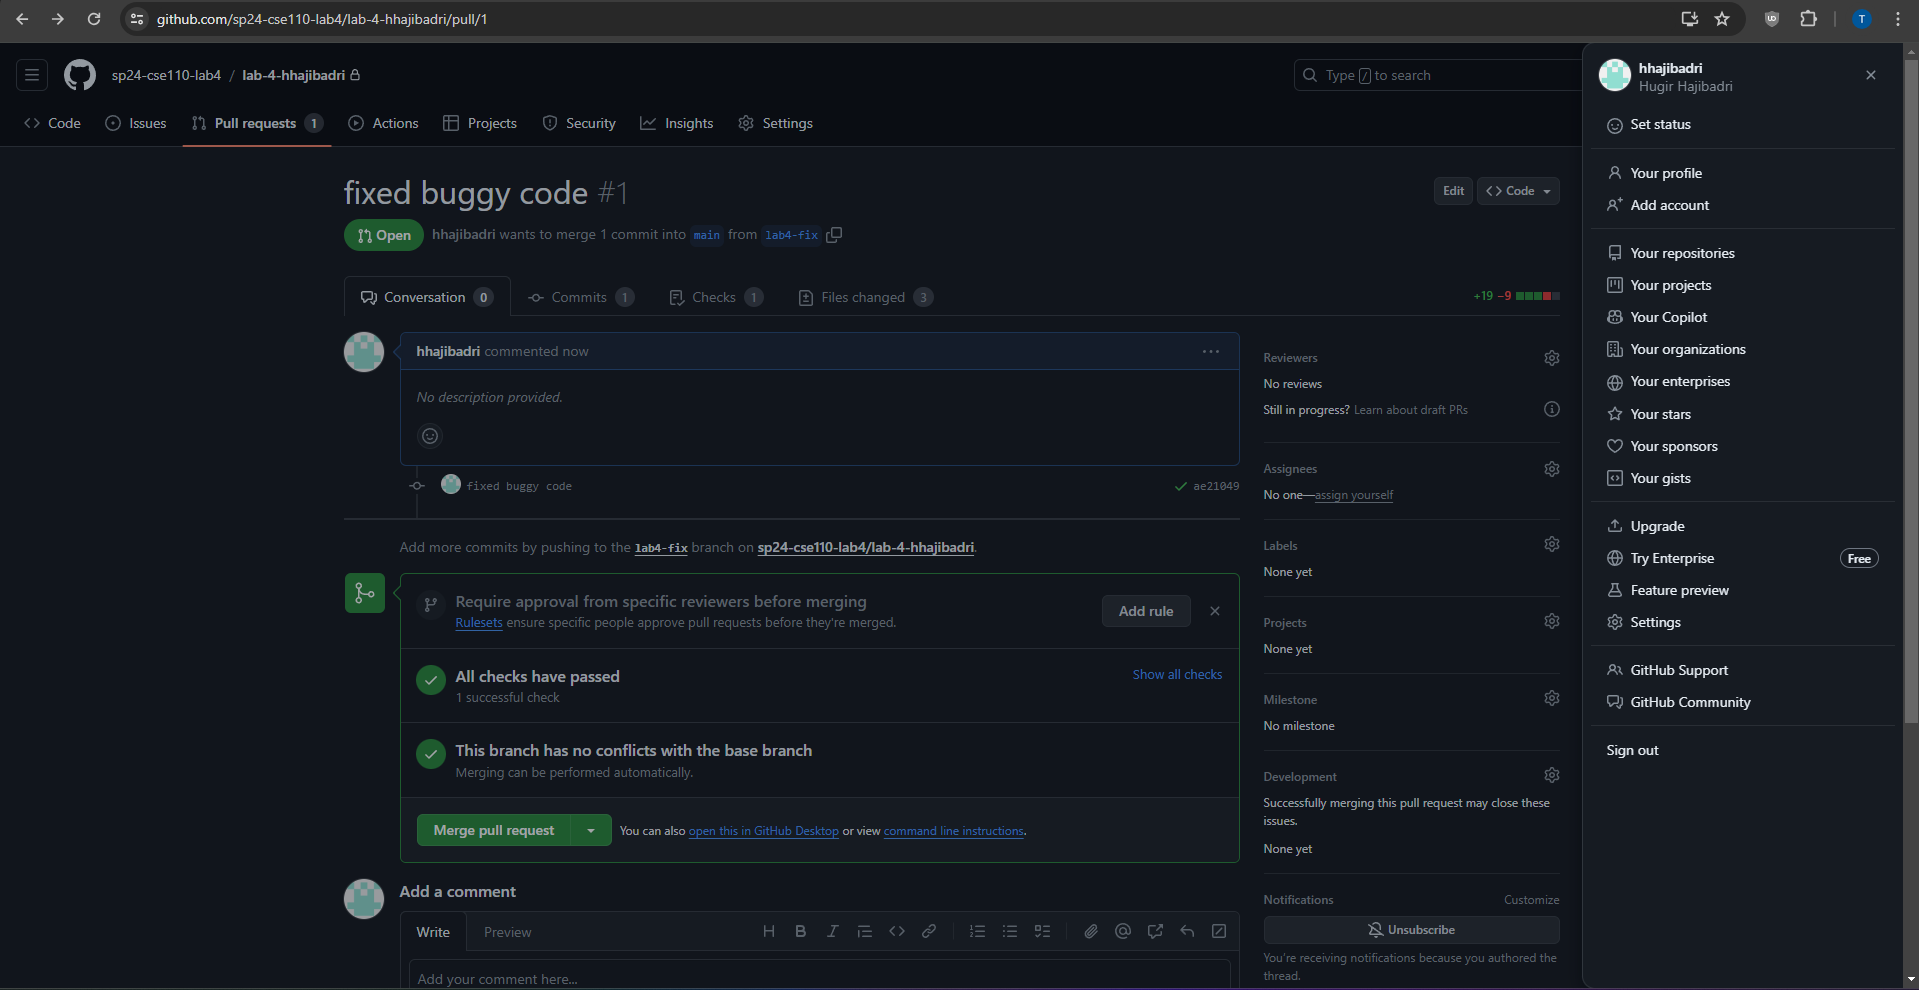 github.com/sp24-cse110-lab4/lab-4-hhajibadri/pull/1
T
sp24-cse110-lab4 / lab-4-hhajibadri
Type / to search
Code
Issues
Pull requests 1
Actions
Projects
Security
Insights
Settings
fixed buggy code #1
Edit
Code
Open
hhajibadri wants to merge 1 commit into main from lab4-fix
Conversation 0
Commits 1
Checks 1
Files changed 3
+19 −9
hhajibadri commented now
No description provided.
fixed buggy code
ae21049
Add more commits by pushing to the lab4-fix branch on sp24-cse110-lab4/lab-4-hhajibadri.
Require approval from specific reviewers before merging
Rulesets ensure specific people approve pull requests before they're merged.
Add rule
All checks have passed
1 successful check
Show all checks
This branch has no conflicts with the base branch
Merging can be performed automatically.
Merge pull request
You can also open this in GitHub Desktop or view command line instructions.
Add a comment
Write
Preview
Add your comment here...
Reviewers
No reviews
Still in progress? Learn about draft PRs
Assignees
No one—assign yourself
Labels
None yet
Projects
None yet
Milestone
No milestone
Development
Successfully merging this pull request may close these
issues.
None yet
Notifications
Customize
Unsubscribe
You're receiving notifications because you authored the
thread.
hhajibadri
Hugir Hajibadri
Set status
Your profile
Add account
Your repositories
Your projects
Your Copilot
Your organizations
Your enterprises
Your stars
Your sponsors
Your gists
Upgrade
Try Enterprise
Free
Feature preview
Settings
GitHub Support
GitHub Community
Sign out